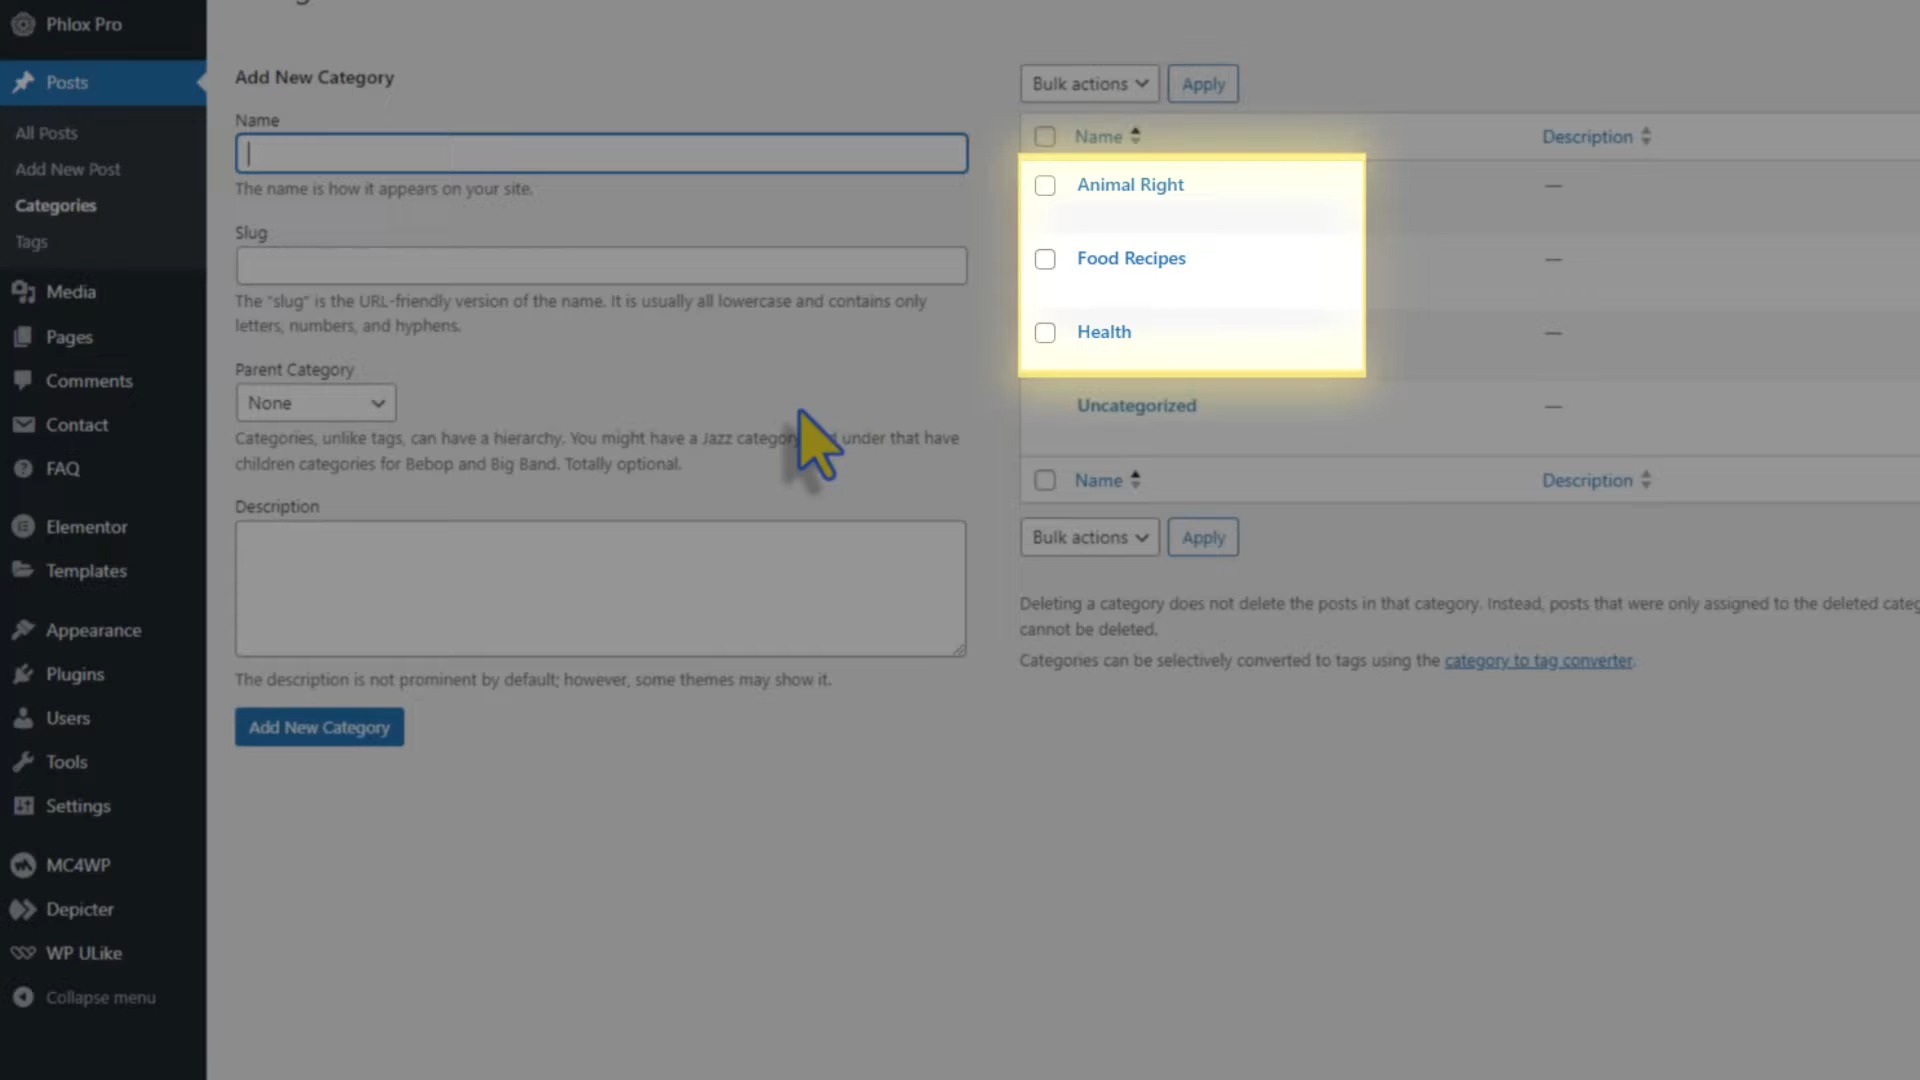 Phlox Pro
Posts
All Posts
Add New Post
Categories
Tags
Media
Pages
Comments
Contact
FAQ
Elementor
Templates
Appearance
Plugins
Users
Tools
Settings
MC4WP
Depicter
WP ULike
Collapse menu
Add New Category
Name
The name is how it appears on your site.
Slug
The "slug" is the URL-friendly version of the name. It is usually all lowercase and contains only
letters, numbers, and hyphens.
Parent Category
None
Categories, unlike tags, can have a hierarchy. You might have a Jazz category, under that have
children categories for Bebop and Big Band. Totally optional.
Description
The description is not prominent by default; however, some themes may show it.
Add New Category
Bulk actions Apply
Name Description
Animal Right —
Food Recipes —
Health —
Uncategorized —
Name Description
Bulk actions Apply
Deleting a category does not delete the posts in that category. Instead, posts that were only assigned to the deleted
cannot be deleted.
Categories can be selectively converted to tags using the category to tag converter.